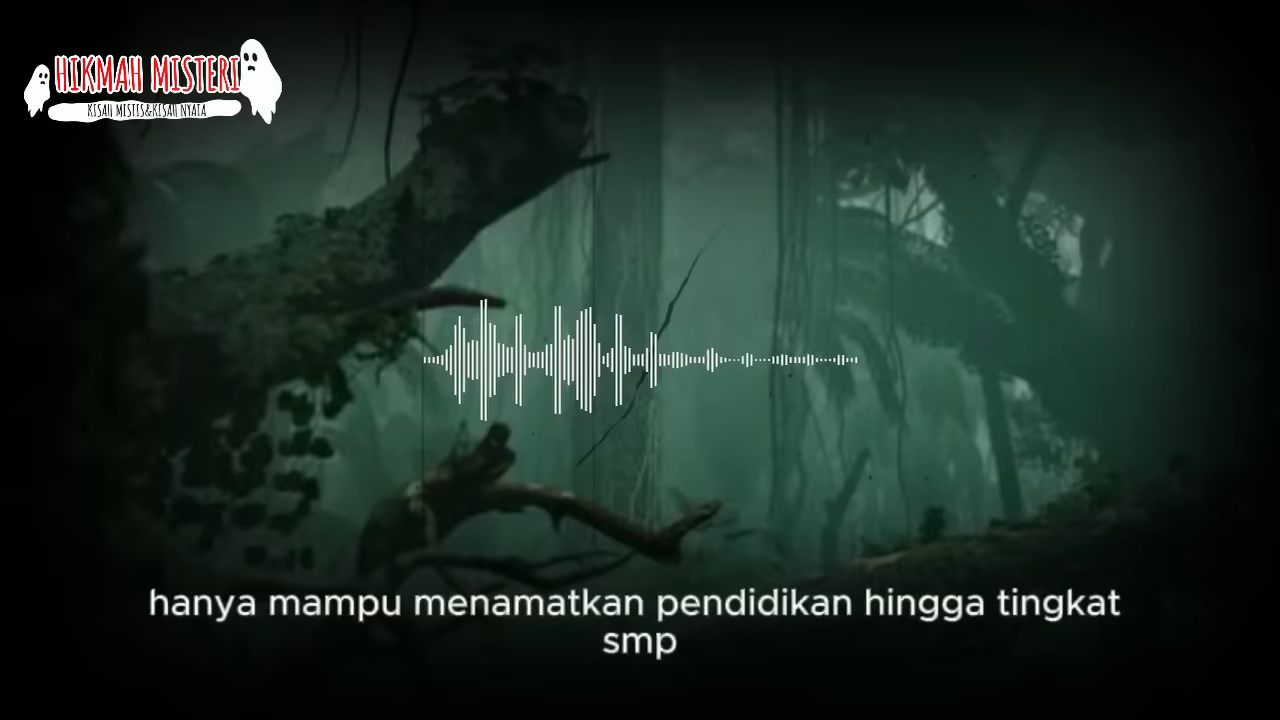 HIKMAH MISTERI
KISAH MISTIS&KISAH NYATA
hanya mampu menamatkan pendidikan hingga tingkat
smp